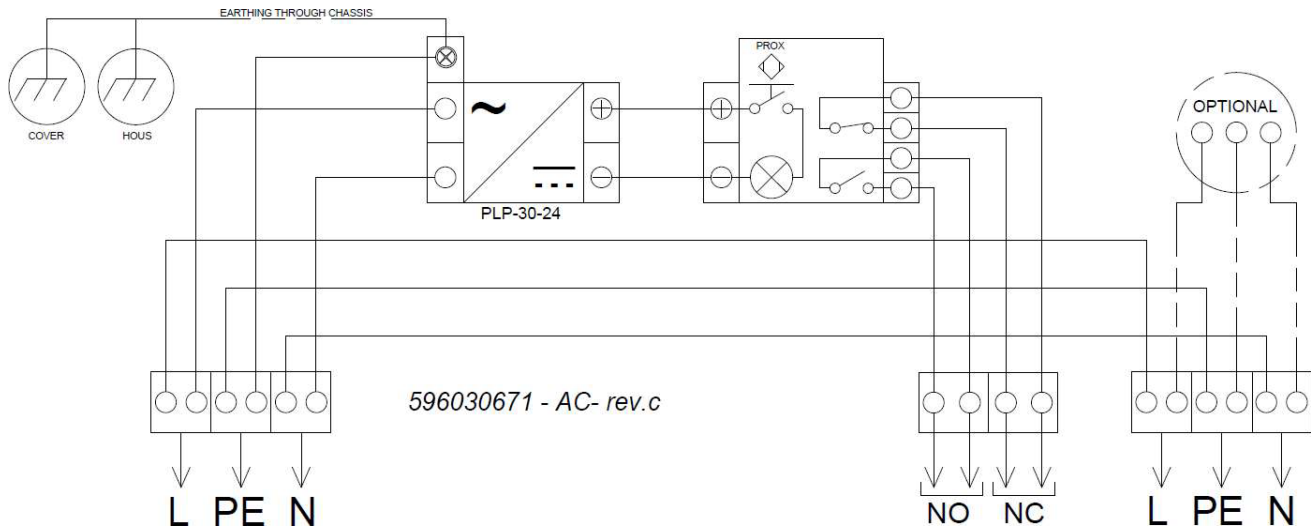 EARTHING THROUGH CHASSIS
COVER
HOUS
PROX
OPTIONAL
PLP-30-24
596030671 - AC- rev.c
L PE N
NO NC
L PE N